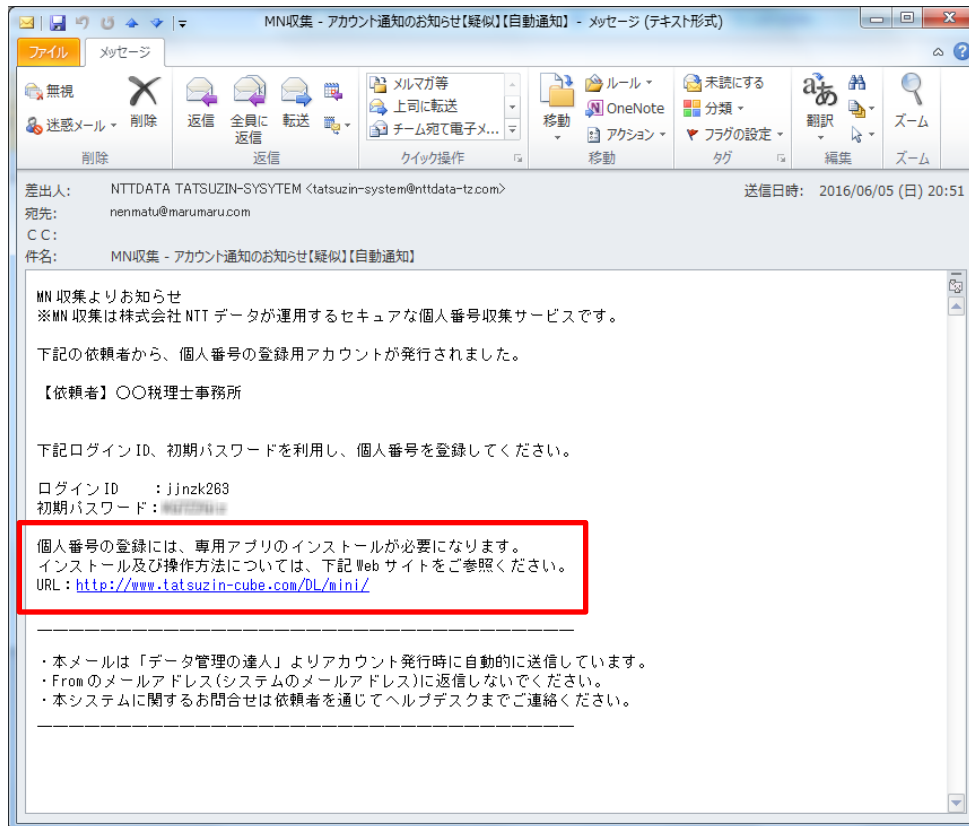 MN収集 - アカウント通知のお知らせ【疑似】【自動通知】 - メッセージ (テキスト形式)
ファイル メッセージ
無視
迷惑メール
削除
返信
全員に返信
転送
メルマガ等
上司に転送
チーム宛て電子メ...
移動
ルール
OneNote
アクション
未読にする
分類
フラグの設定
あ
翻訳
ズーム
削除 返信 クイック操作 移動 タグ 編集 ズーム
差出人: NTTDATA TATSUZIN-SYSYTEM <tatsuzin-system@nttdata-tz.com> 送信日時: 2016/06/05 (日) 20:51
宛先: nenmatu@marumaru.com
CC:
件名: MN収集 - アカウント通知のお知らせ【疑似】【自動通知】
MN収集よりお知らせ
※MN収集は株式会社NTTデータが運用するセキュアな個人番号収集サービスです。
下記の依頼者から、個人番号の登録用アカウントが発行されました。
【依頼者】〇〇税理士事務所
下記ログインID、初期パスワードを利用し、個人番号を登録してください。
ログインID :jjnzk263
初期パスワード:
個人番号の登録には、専用アプリのインストールが必要になります。
インストール及び操作方法については、下記Webサイトをご参照ください。
URL:http://www.tatsuzin-cube.com/DL/mini/
・本メールは「データ管理の達人」よりアカウント発行時に自動的に送信しています。
・Fromのメールアドレス(システムのメールアドレス)に返信しないでください。
・本システムに関するお問合せは依頼者を通じてヘルプデスクまでご連絡ください。